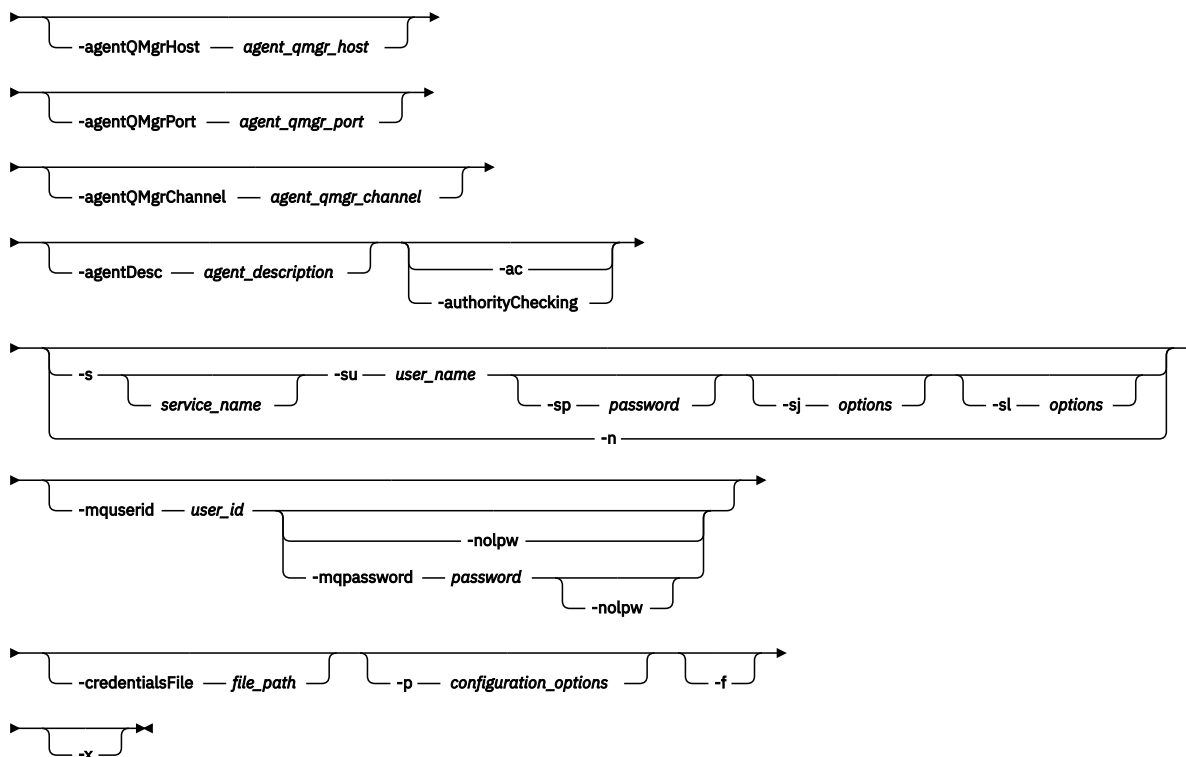 -agentQMgrHost agent_qmgr_host
-agentQMgrPort agent_qmgr_port
-agentQMgrChannel agent_qmgr_channel
-agentDesc agent_description -ac
-authorityChecking
-s -su user_name
service_name -sp password -sj options -sl options
-n
-mquserid user_id
-nolpw
-mqpassword password
-nolpw
-credentialsFile file_path -p configuration_options -f
-x